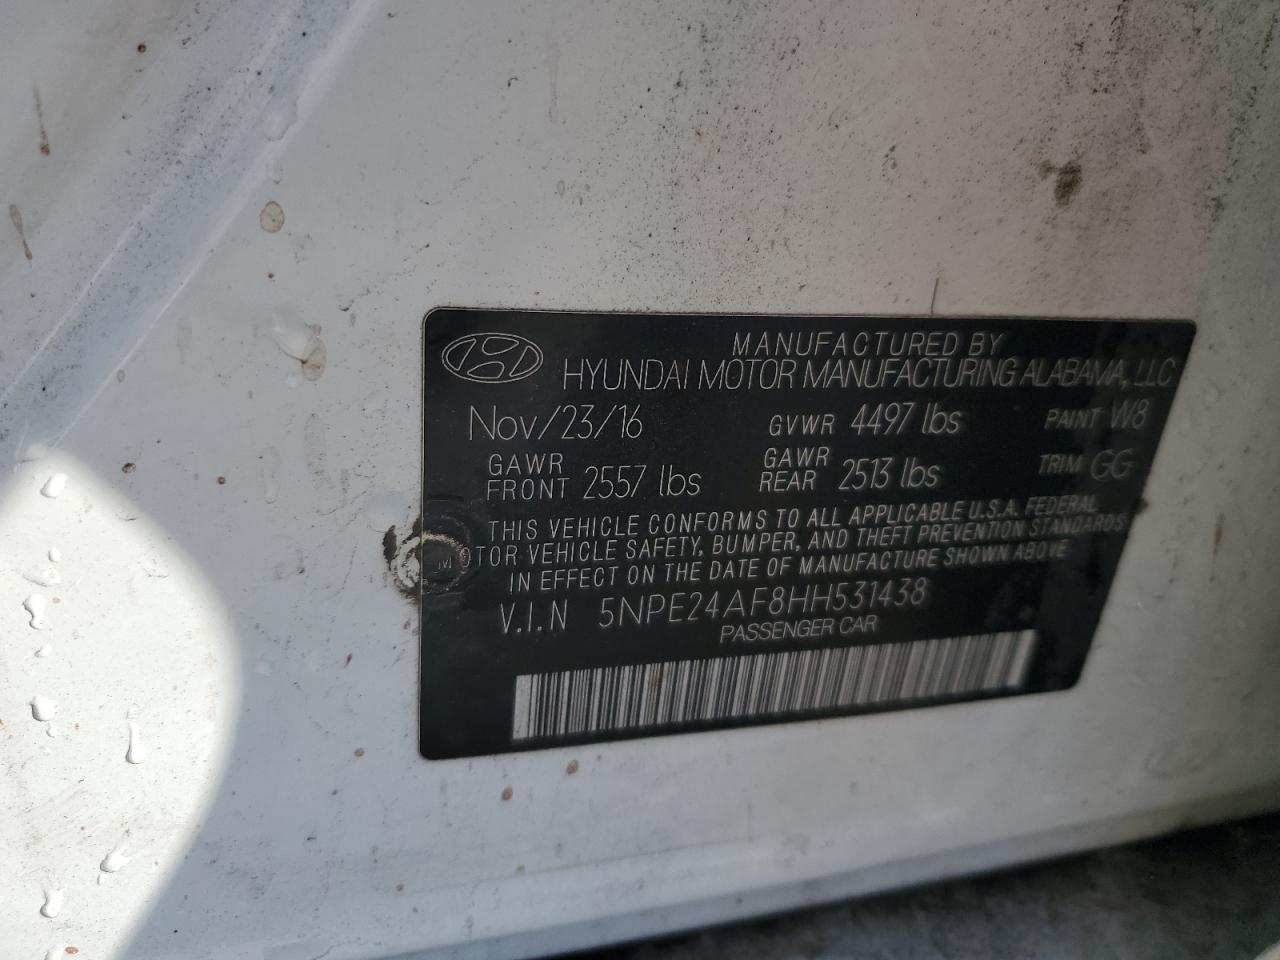 MANUFACTURED BY
HYUNDAI MOTOR MANUFACTURING ALABAMA, LLC
Nov/23/16 GVWR 4497 lbs PAINT W8
GAWR FRONT 2557 lbs GAWR REAR 2513 lbs TRIM GG
THIS VEHICLE CONFORMS TO ALL APPLICABLE U.S.A. FEDERAL
MOTOR VEHICLE SAFETY, BUMPER, AND THEFT PREVENTION STANDARDS
IN EFFECT ON THE DATE OF MANUFACTURE SHOWN ABOVE
V.I.N 5NPE24AF8HH531438
PASSENGER CAR